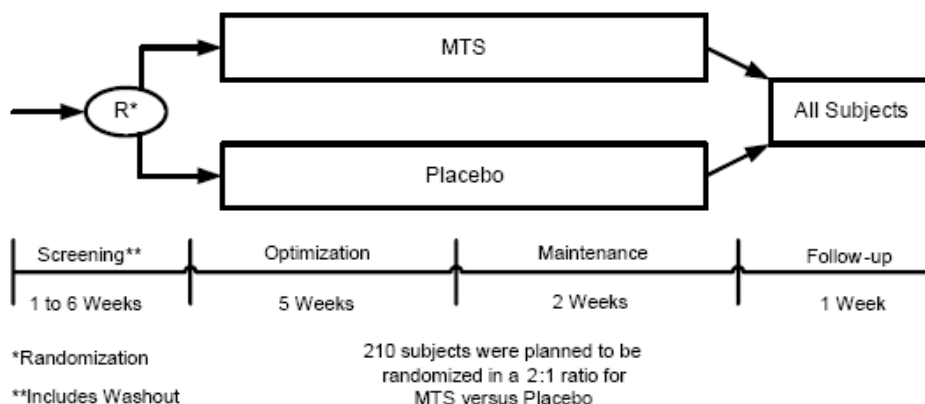 MTS
R*
All Subjects
Placebo
Screening**
Optimization
Maintenance
Follow-up
1 to 6 Weeks
5 Weeks
2 Weeks
1 Week
*Randomization
**Includes Washout
210 subjects were planned to be
randomized in a 2:1 ratio for
MTS versus Placebo